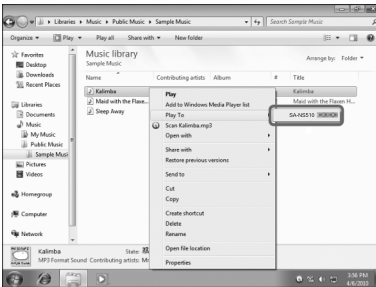 Libraries ▸ Music ▸ Public Music ▸ Sample Music
Search Sample Music
Organize
Play
Play all
Share with
New folder
Favorites
Desktop
Downloads
Recent Places
Libraries
Documents
Music
My Music
Public Music
Sample Musi
Pictures
Videos
Homegroup
Computer
Network
Music library
Sample Music
Arrange by: Folder
Name Contributing artists Album # Title
Kalimba
Maid with the Flaxe...
Sleep Away
Kalimba
Maid with the Flaxen H...
Play
Add to Windows Media Player list
Play To
SA-NS510
Scan Kalimba.mp3
Open with
Share with
Restore previous versions
Send to
Cut
Copy
Create shortcut
Delete
Rename
Open file location
Properties
Kalimba
State:
MP3 Format Sound Contributing artists:
3:56 PM